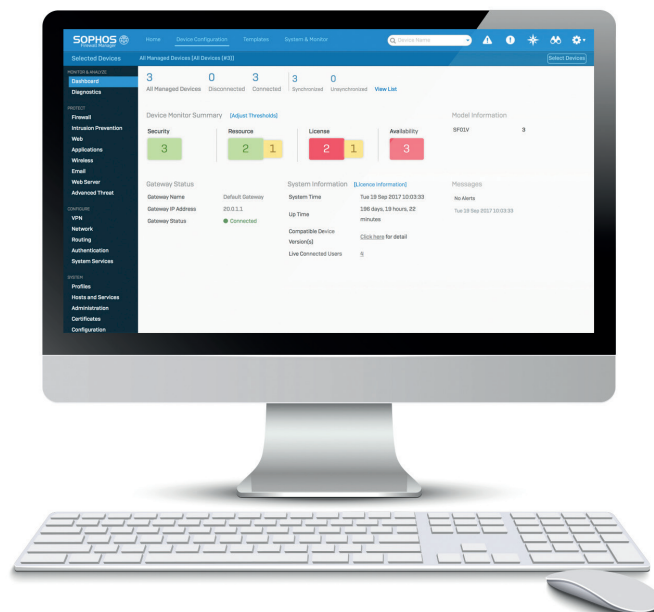 SOPHOS
Firewall Manager
Home Device Configuration Templates System & Monitor
Device Name
Selected Devices
All Managed Devices [All Devices (#3)]
Select Devices
MONITOR & ANALYZE
Dashboard
Diagnostics
PROTECT
Firewall
Intrusion Prevention
Web
Applications
Wireless
Email
Web Server
Advanced Threat
CONFIGURE
VPN
Network
Routing
Authentication
System Services
SYSTEM
Profiles
Hosts and Services
Administration
Certificates
Configuration
3 0 3 3 0
All Managed Devices Disconnected Connected Synchronized Unsynchronized View List
Device Monitor Summary [Adjust Thresholds]
Security Resource License Availability
3 2 1 2 1 3
Model Information
SF01V 3
Gateway Status
Gateway Name Default Gateway
Gateway IP Address 20.0.1.1
Gateway Status Connected
System Information [Licence Information]
System Time Tue 19 Sep 2017 10:03:33
Up Time 186 days, 19 hours, 22
minutes
Compatible Device
Version(s) Click here for detail
Live Connected Users 4
Messages
No Alerts
Tue 19 Sep 2017 10:03:33